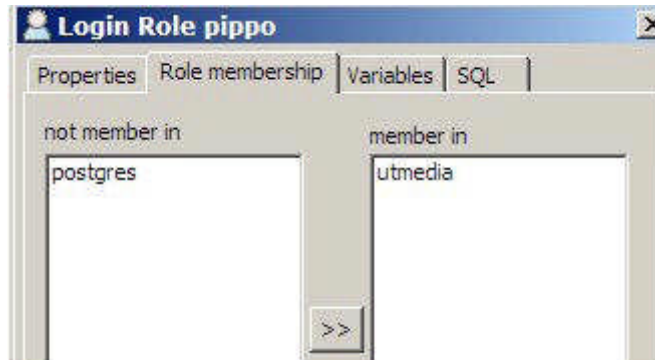 Login Role pippo
Properties Role membership Variables SQL
not member in member in
postgres utmedia
>>